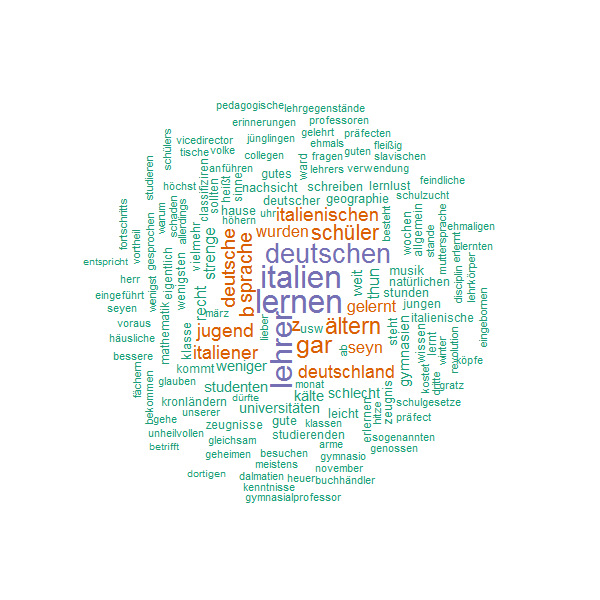 pedagogische
lehrgegenstände
erinnerungen
professoren
gelehrt
präfecten
jünglingen
ehmals
fleißig
vicedirector
volke
tische
collegen
fragen
guten
slavischen
schülers
studieren
anführen
gutes
ward
lehrers
verwendung
höchst
classifiziren
heißt
sinne
nachsicht
schreiben
lernlust
feindliche
sollten
deutscher
geographie
schulzucht
hause
uhr
italienischen
besteht
höhern
wurden
schüler
wochen
allgemein
stande
muttersprache
ehmaligen
erlernt
lernten
fortschritts
vortheil
gesprochen
warum
schaden
allerdings
vielmehr
strenge
deutsche
sprache
deutschen
italien
weit
thun
musik
natürlichen
stunden
disciplin
lehrkörper
eingebornen
entspricht
herr
wenigst
eigentlich
wengsten
eingeführt
seyen
recht
b
lernen
gelernt
jungen
märz
voraus
mathematik
klasse
jugend
lieber
lehrer
z
usw
ältern
steht
gymnasien
italienische
wissen
lernt
winter
revolution
häusliche
bessere
italiener
gar
ab
seyn
köpfe
kommt
weniger
deutschland
kostet
dritte
gratz
fächern
bekommen
glauben
studenten
monat
kälte
schlecht
zeugnis
schulgesetze
kronländern
dürfte
unserer
universitäten
leicht
erlernen
hitze
präfect
gehe
zeugnisse
gute
klassen
unheilvollen
gleichsam
studierenden
sogenannten
betrifft
geheimen
besuchen
arme
gymnasio
genossen
meistens
november
dortigen
dalmatien
heuer
buchhändler
kenntnisse
gymnasialprofessor